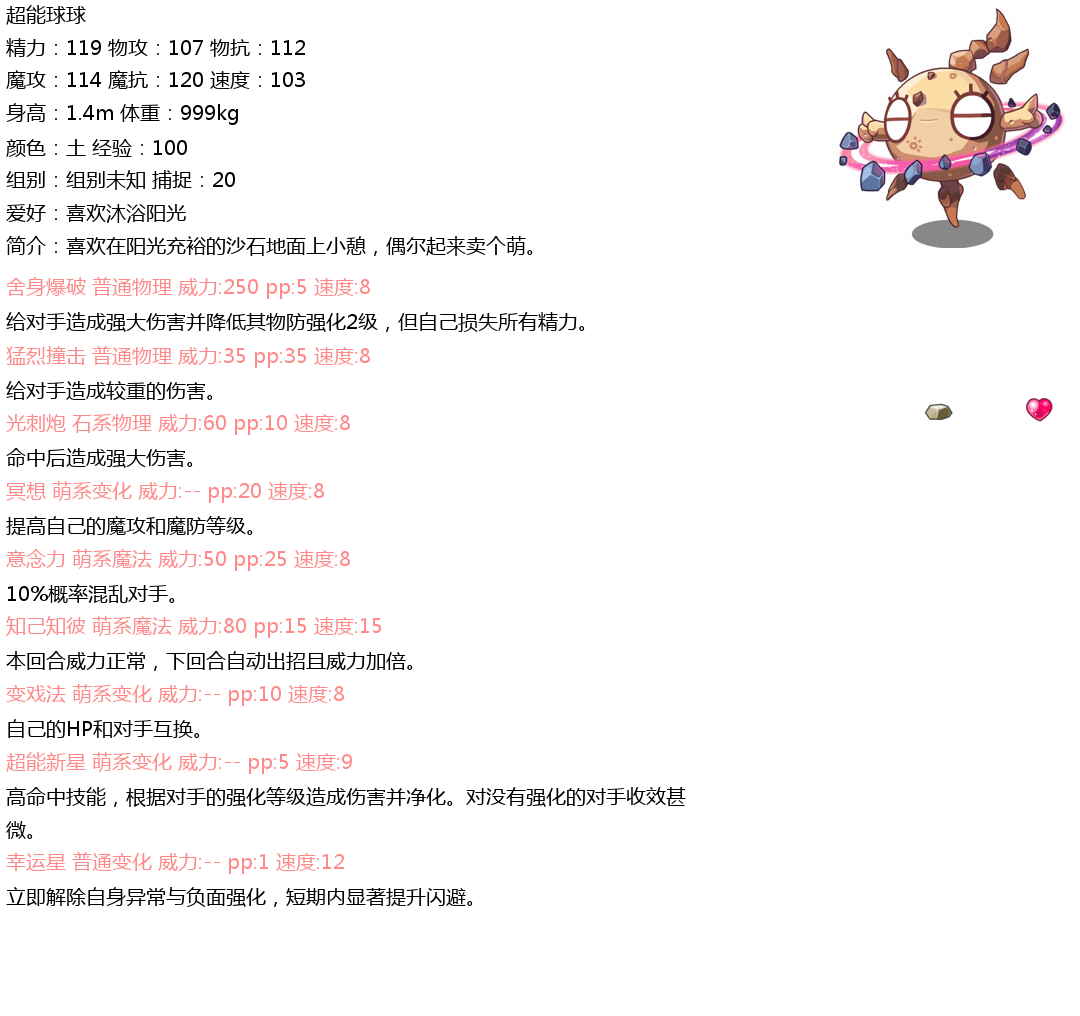 超能球球
精力：119 物攻：107 物抗：112
魔攻：114 魔抗：120 速度：103
身高：1.4m 体重：999kg
颜色：土 经验：100
组别：组别未知 捕捉：20
爱好：喜欢沐浴阳光
简介：喜欢在阳光充裕的沙石地面上小憩，偶尔起来卖个萌。
舍身爆破 普通物理 威力:250 pp:5 速度:8
给对手造成强大伤害并降低其物防强化2级，但自己损失所有精力。
猛烈撞击 普通物理 威力:35 pp:35 速度:8
给对手造成较重的伤害。
光刺炮 石系物理 威力:60 pp:10 速度:8
命中后造成强大伤害。
冥想 萌系变化 威力:-- pp:20 速度:8
提高自己的魔攻和魔防等级。
意念力 萌系魔法 威力:50 pp:25 速度:8
10%概率混乱对手。
知己知彼 萌系魔法 威力:80 pp:15 速度:15
本回合威力正常，下回合自动出招且威力加倍。
变戏法 萌系变化 威力:-- pp:10 速度:8
自己的HP和对手互换。
超能新星 萌系变化 威力:-- pp:5 速度:9
高命中技能，根据对手的强化等级造成伤害并净化。对没有强化的对手收效甚
微。
幸运星 普通变化 威力:-- pp:1 速度:12
立即解除自身异常与负面强化，短期内显著提升闪避。